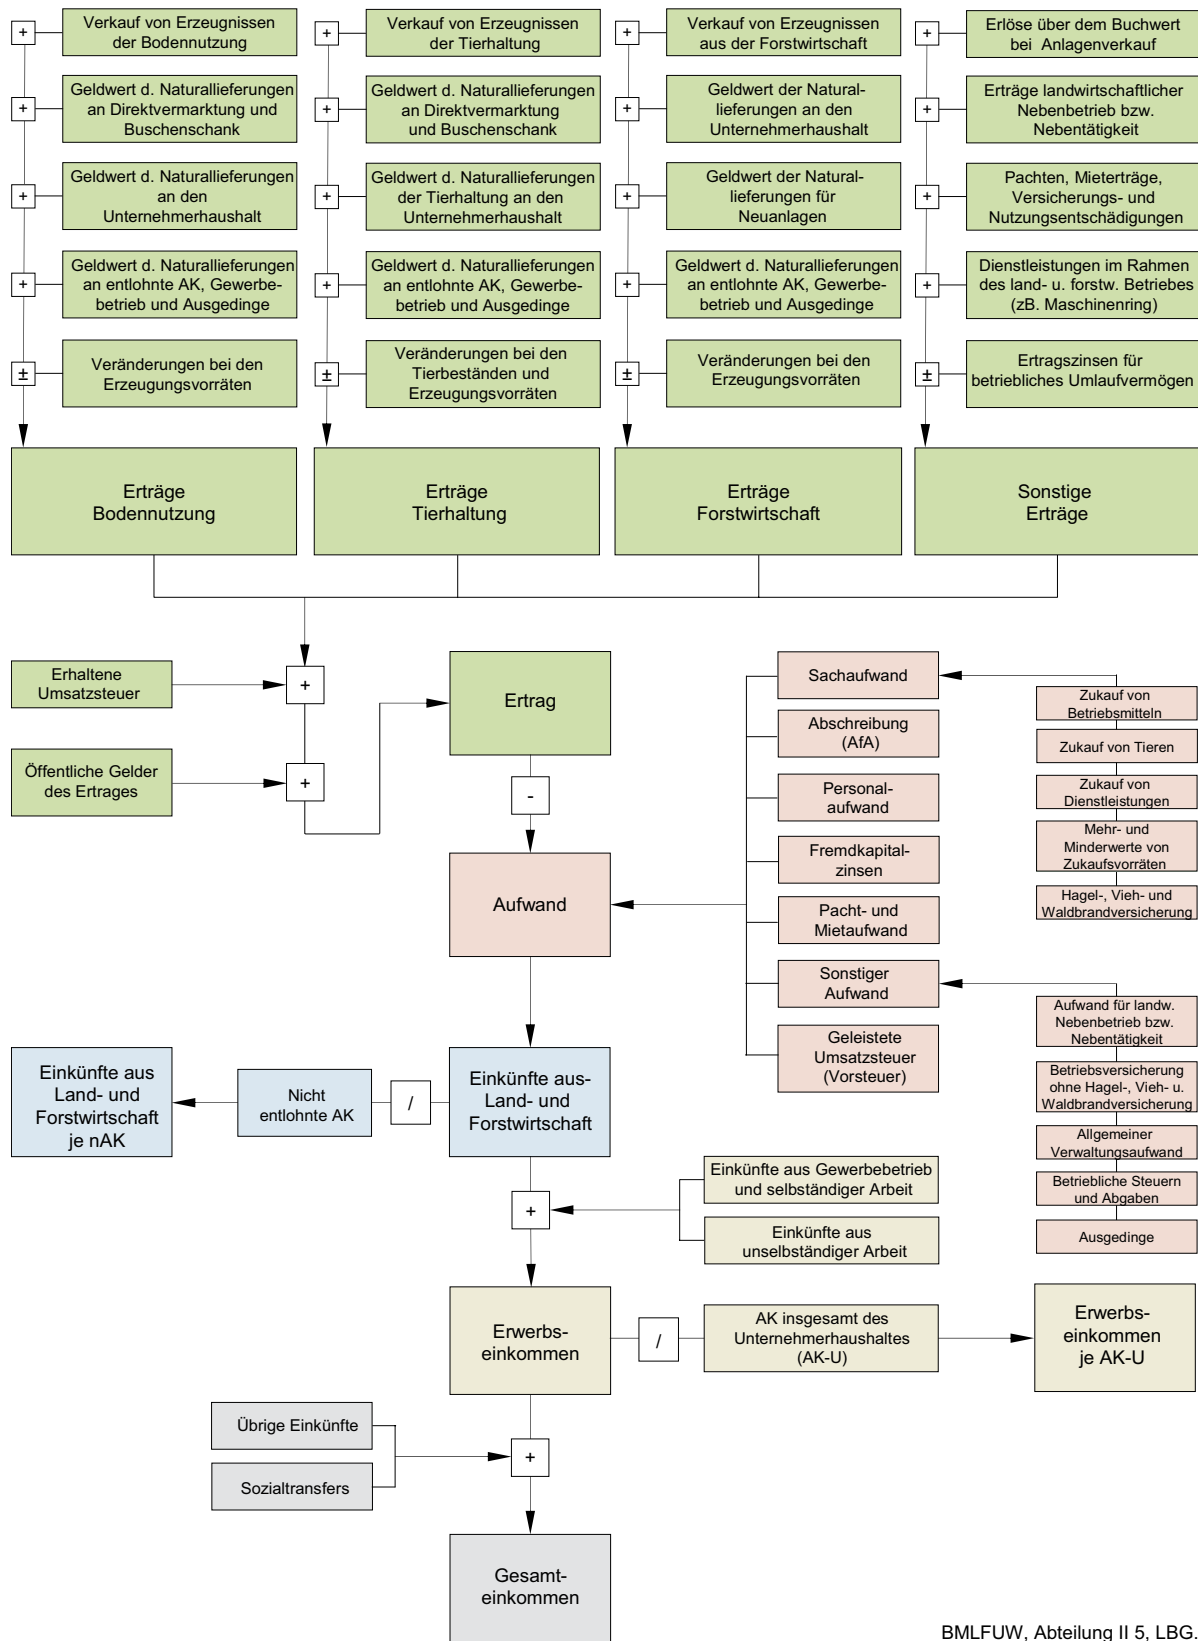 +
Verkauf von Erzeugnissen
der Bodennutzung
+
Geldwert d. Naturallieferungen
an Direktvermarktung und
Buschenschank
+
Geldwert d. Naturallieferungen
an den
Unternehmerhaushalt
+
Geldwert d. Naturallieferungen
an entlohnte AK, Gewerbe-
betrieb und Ausgedinge
±
Veränderungen bei den
Erzeugungsvorräten
Erträge
Bodennutzung
+
Verkauf von Erzeugnissen
der Tierhaltung
+
Geldwert d. Naturallieferungen
an Direktvermarktung
und Buschenschank
+
Geldwert d. Naturallieferungen
der Tierhaltung an den
Unternehmerhaushalt
+
Geldwert d. Naturallieferungen
an entlohnte AK, Gewerbe-
betrieb und Ausgedinge
±
Veränderungen bei den
Tierbeständen und
Erzeugungsvorräten
Erträge
Tierhaltung
+
Verkauf von Erzeugnissen
aus der Forstwirtschaft
+
Geldwert der Natural-
lieferungen an den
Unternehmerhaushalt
+
Geldwert der Natural-
lieferungen für
Neuanlagen
+
Geldwert d. Naturallieferungen
an entlohnte AK, Gewerbe-
betrieb und Ausgedinge
±
Veränderungen bei den
Erzeugungsvorräten
Erträge
Forstwirtschaft
+
Erlöse über dem Buchwert
bei Anlagenverkauf
+
Erträge landwirtschaftlicher
Nebenbetrieb bzw.
Nebentätigkeit
+
Pachten, Mieterträge,
Versicherungs- und
Nutzungsentschädigungen
+
Dienstleistungen im Rahmen
des land- u. forstw. Betriebes
(zB. Maschinenring)
±
Ertragszinsen für
betriebliches Umlaufvermögen
Sonstige
Erträge
Erhaltene
Umsatzsteuer
+
Öffentliche Gelder
des Ertrages
+
Ertrag
-
Aufwand
Sachaufwand
Abschreibung
(AfA)
Personal-
aufwand
Fremdkapital-
zinsen
Pacht- und
Mietaufwand
Sonstiger
Aufwand
Geleistete
Umsatzsteuer
(Vorsteuer)
Zukauf von
Betriebsmitteln
Zukauf von Tieren
Zukauf von
Dienstleistungen
Mehr- und
Minderwerte von
Zukaufsvorräten
Hagel-, Vieh- und
Waldbrandversicherung
Aufwand für landw.
Nebenbetrieb bzw.
Nebentätigkeit
Betriebsversicherung
ohne Hagel-, Vieh- u.
Waldbrandversicherung
Allgemeiner
Verwaltungsaufwand
Betriebliche Steuern
und Abgaben
Ausgedinge
Einkünfte aus
Land- und
Forstwirtschaft
je nAK
Nicht
entlohnte AK
/
Einkünfte aus-
Land- und
Forstwirtschaft
+
Einkünfte aus Gewerbebetrieb
und selbständiger Arbeit
Einkünfte aus
unselbständiger Arbeit
Erwerbs-
einkommen
/
AK insgesamt des
Unternehmerhaushaltes
(AK-U)
Erwerbs-
einkommen
je AK-U
Übrige Einkünfte
Sozialtransfers
+
Gesamt-
einkommen
BMLFUW, Abteilung II 5, LBG.